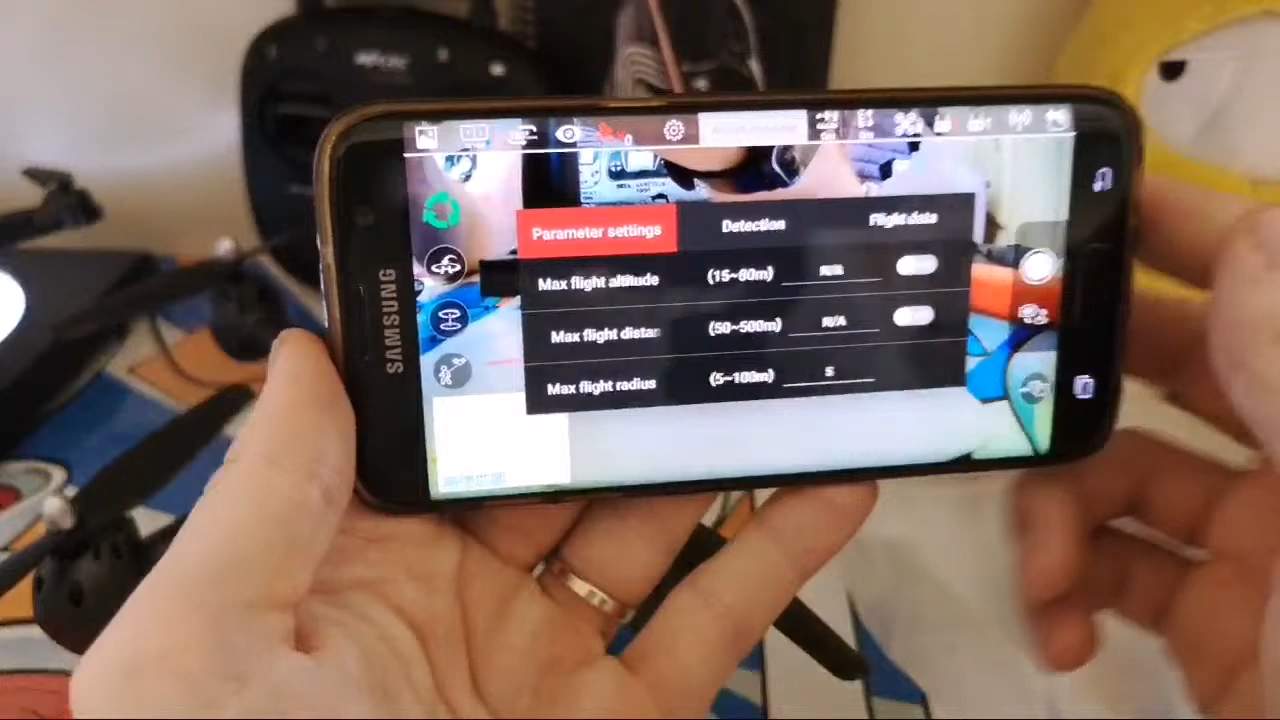 SAMSUNG
Parameter settings Detection Flight data
Max flight altitude (15~80m)
Max flight distan (50~500m) N/A
Max flight radius (5~100m) 5